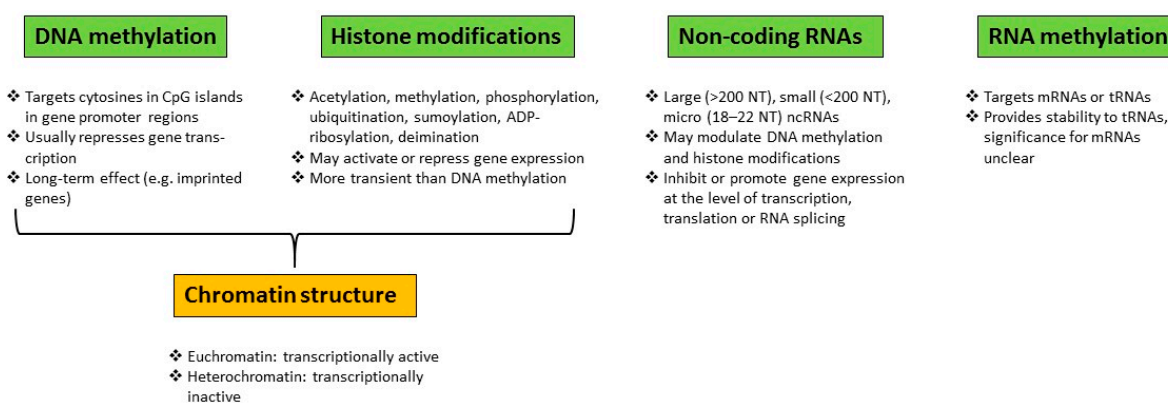 DNA methylation
❖ Targets cytosines in CpG islands
in gene promoter regions
❖ Usually represses gene trans-
cription
❖ Long-term effect (e.g. imprinted
genes)
Histone modifications
❖ Acetylation, methylation, phosphorylation,
ubiquitination, sumoylation, ADP-
ribosylation, deimination
❖ May activate or repress gene expression
❖ More transient than DNA methylation
Non-coding RNAs
❖ Large (>200 NT), small (<200 NT),
micro (18–22 NT) ncRNAs
❖ May modulate DNA methylation
and histone modifications
❖ Inhibit or promote gene expression
at the level of transcription,
translation or RNA splicing
RNA methylation
❖ Targets mRNAs or tRNAs
❖ Provides stability to tRNAs,
significance for mRNAs
unclear
Chromatin structure
❖ Euchromatin: transcriptionally active
❖ Heterochromatin: transcriptionally
inactive